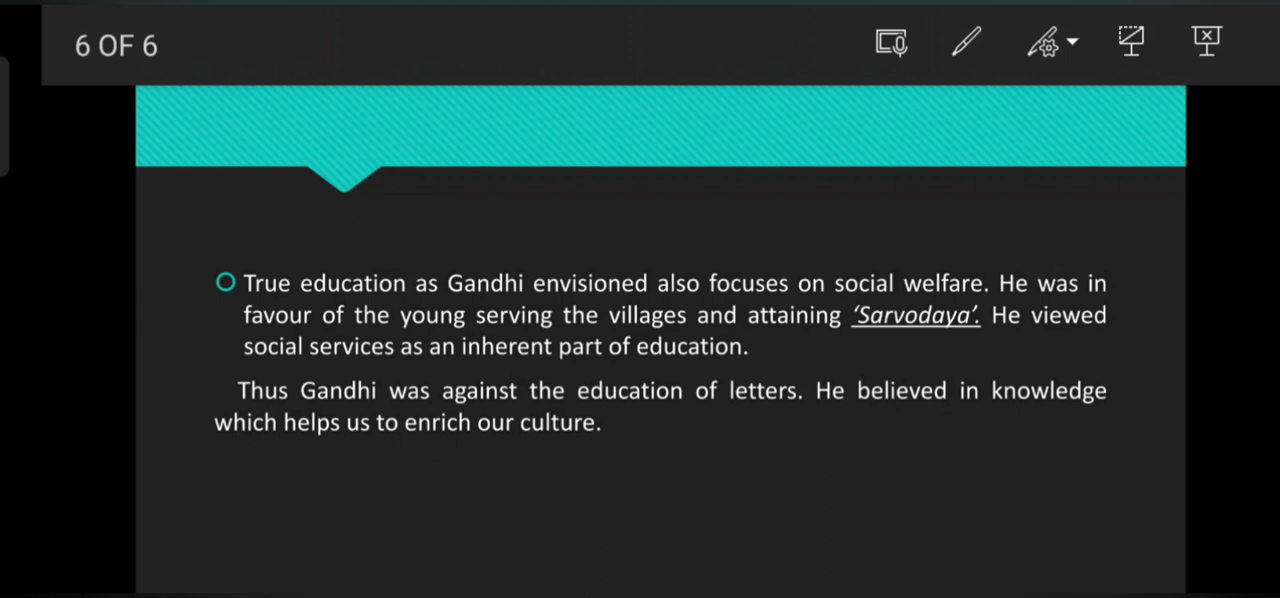 6 OF 6
True education as Gandhi envisioned also focuses on social welfare. He was in
favour of the young serving the villages and attaining ‘Sarvodaya’. He viewed
social services as an inherent part of education.
Thus Gandhi was against the education of letters. He believed in knowledge
which helps us to enrich our culture.